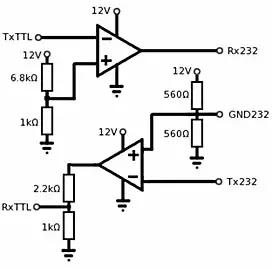 12V
TxTTL
−
Rx232
12V
+
12V
6.8kΩ
560Ω
1kΩ
GND232
12V
560Ω
+
2.2kΩ
−
Tx232
RxTTL
1kΩ